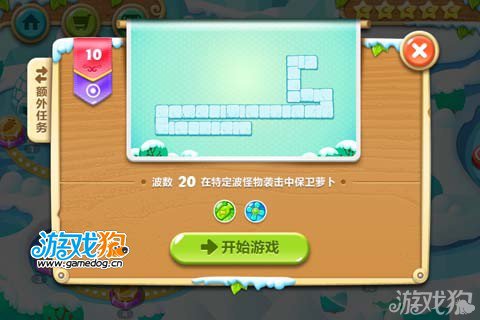 10
额外任务
波数 20 在特定波怪物袭击中保卫萝卜
开始游戏
游戏狗
www.gamedog.cn
游戏狗